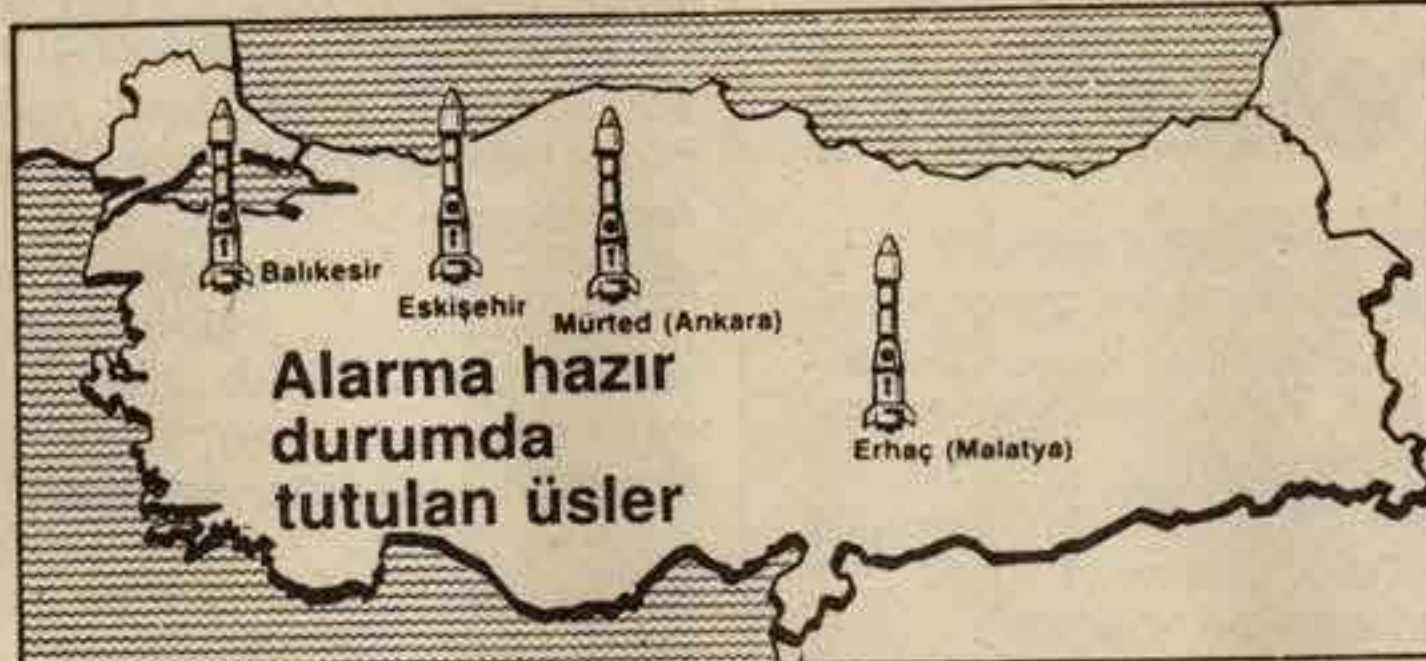 Balıkesir
Eskişehir
Mürted (Ankara)
Alarma hazır
durumda
tutulan üsler
Erhaç (Malatya)